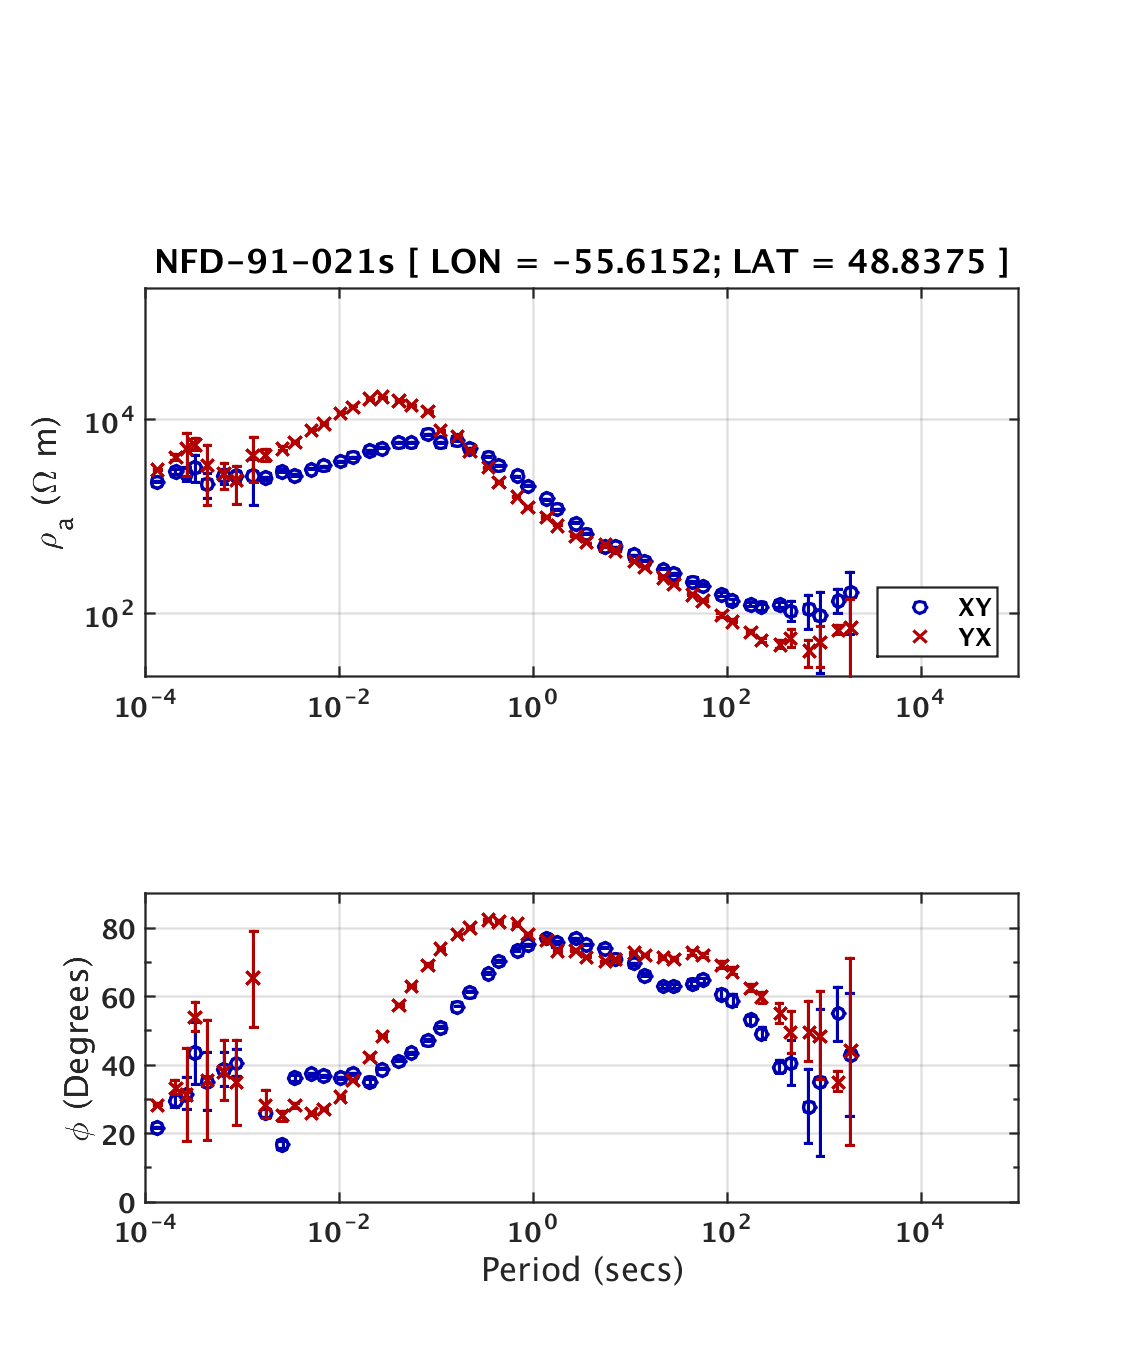 NFD-91-021s [ LON = -55.6152; LAT = 48.8375 ]
ρa (Ω m)
10^4
10^2
XY
YX
10^-4 10^-2 10^0 10^2 10^4
ϕ (Degrees)
80
60
40
20
0
10^-4 10^-2 10^0 10^2 10^4
Period (secs)